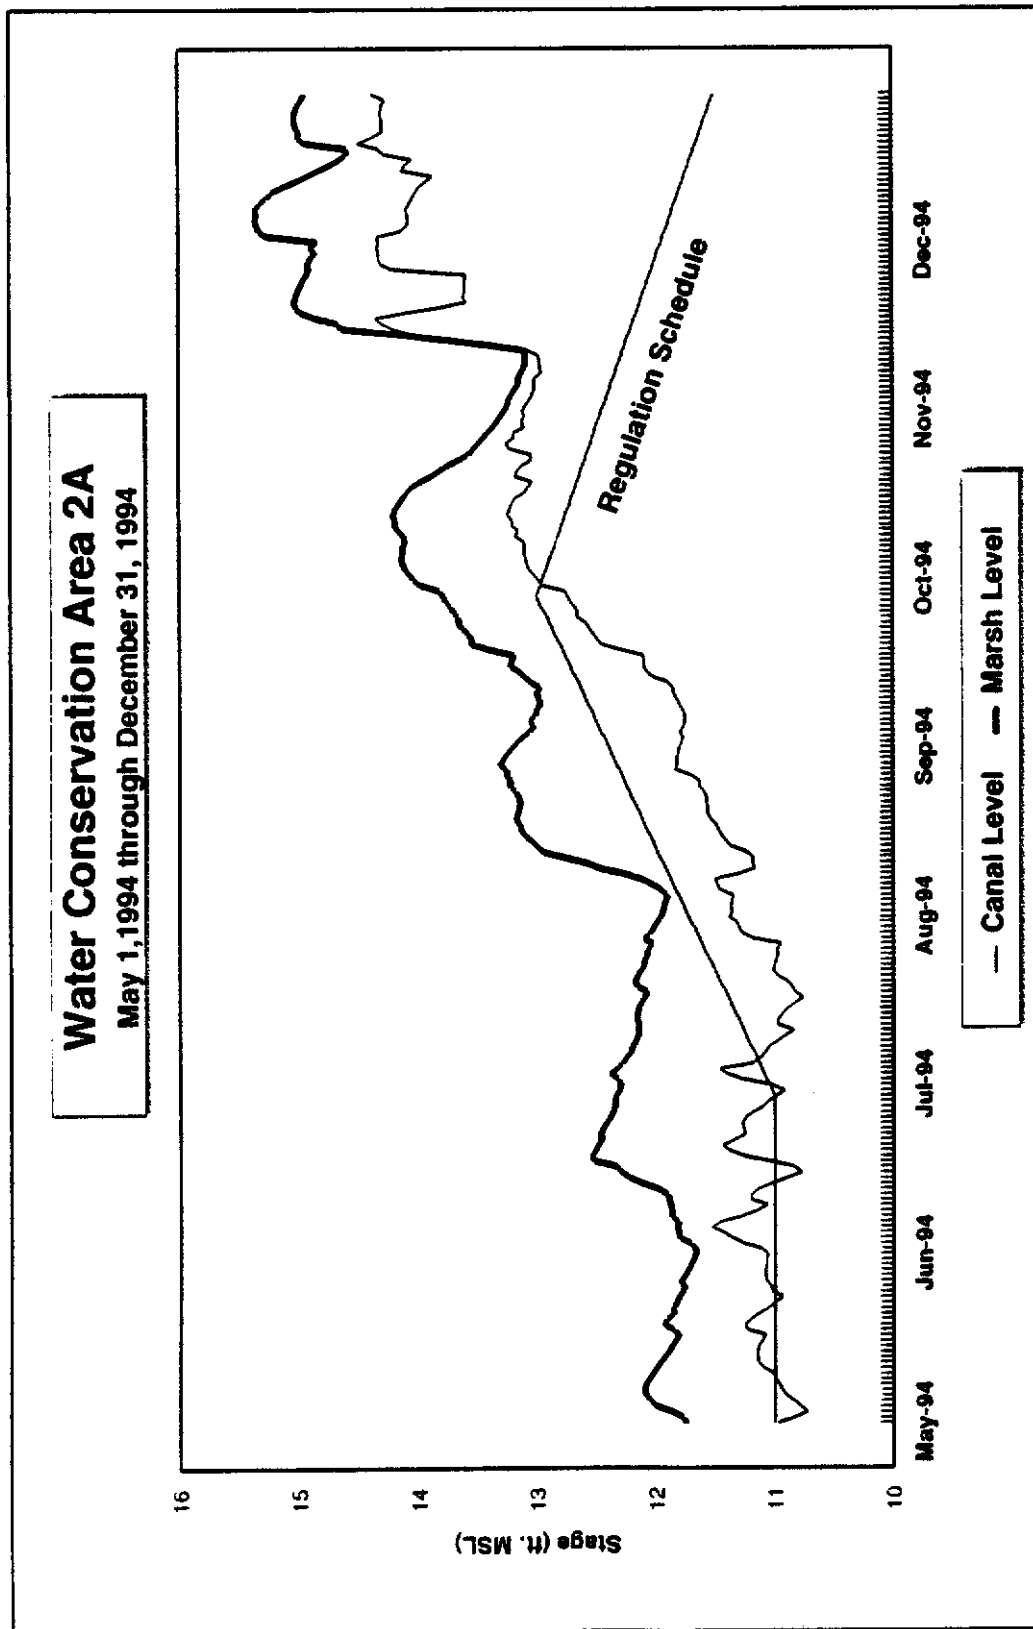 Water Conservation Area 2A
May 1,1994 through December 31, 1994
Stage (ft. MSL)
16
15
14
13
12
11
10
Regulation Schedule
May-94
Jun-94
Jul-94
Aug-94
Sep-94
Oct-94
Nov-94
Dec-94
Canal Level
Marsh Level